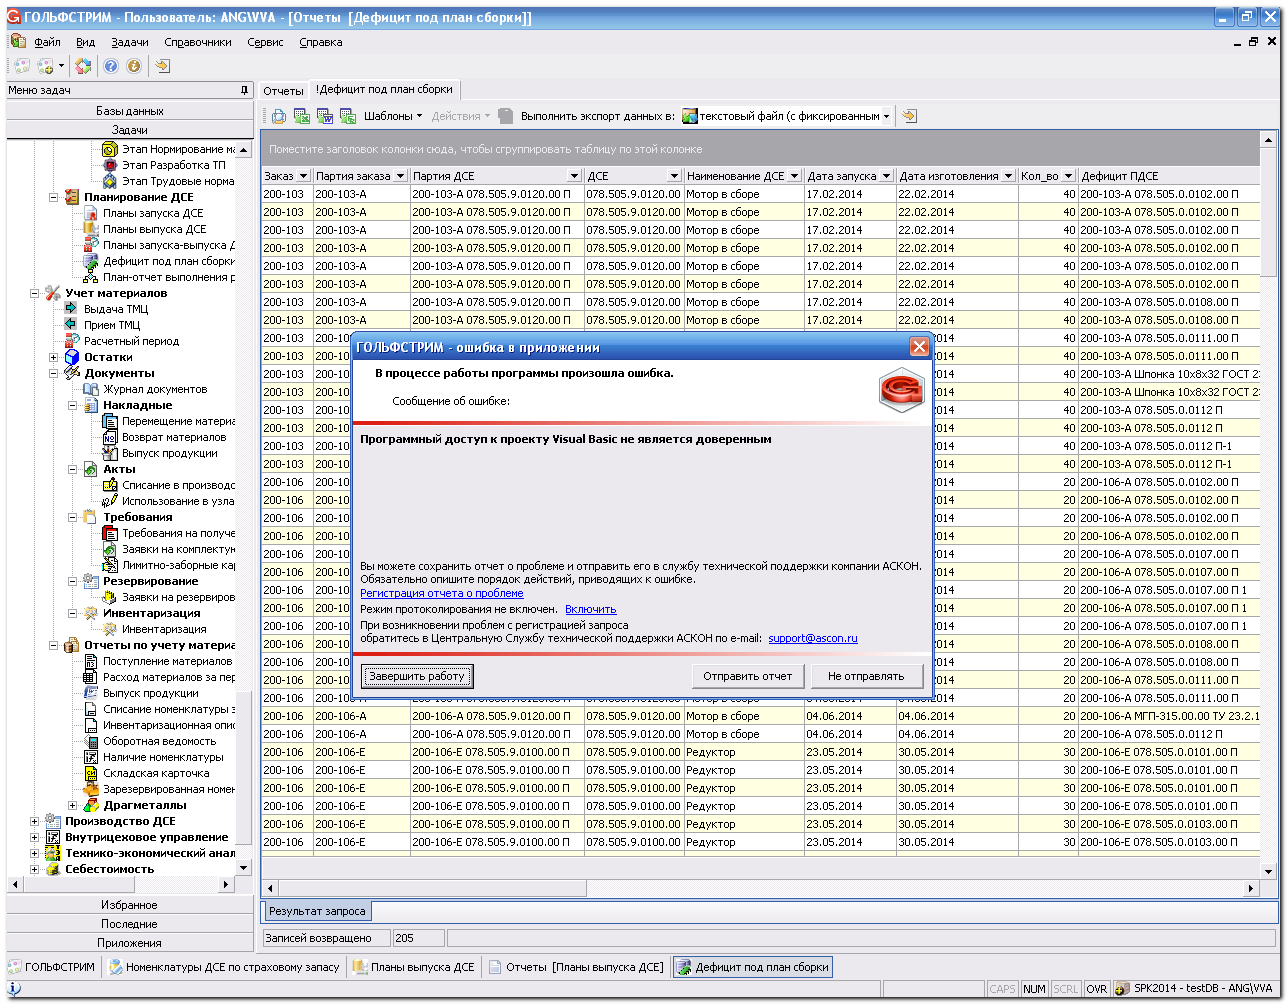 ГОЛЬФСТРИМ - Пользователь: ANG\VVA - [Отчеты [Дефицит под план сборки]]
Файл Вид Задачи Справочники Сервис Справка
Меню задач
Базы данных
Задачи
Этап Нормирование ма
Этап Разработка ТП
Этап Трудовые норма
Планирование ДСЕ
Планы запуска ДСЕ
Планы выпуска ДСЕ
Планы запуска-выпуска Д
Дефицит под план сборки
План-отчет выполнения р
Учет материалов
Выдача ТМЦ
Прием ТМЦ
Расчетный период
Остатки
Документы
Журнал документов
Накладные
Перемещение материа
Возврат материалов
Выпуск продукции
Акты
Списание в производс
Использование в узла
Требования
Требования на получе
Заявки на комплектук
Лимитно-заборные кар
Резервирование
Заявки на резервиров
Инвентаризация
Инвентаризация
Отчеты по учету материа
Поступление материалов
Расход материалов за пер
Выпуск продукции
Списание номенклатуры з
Инвентаризационная опис
Оборотная ведомость
Наличие номенклатуры
Складская карточка
Зарезервированная номен
Драгметаллы
Производство ДСЕ
Внутрицеховое управление
Технико-экономический анал
Себестоимость
Избранное
Последние
Приложения
Отчеты !Дефицит под план сборки
Шаблоны Действия Выполнить экспорт данных в: текстовый файл (с фиксированным
Поместите заголовок колонки сюда, чтобы сгруппировать таблицу по этой колонке
Заказ Партия заказа Партия ДСЕ ДСЕ Наименование ДСЕ Дата запуска Дата изготовления Кол_во Дефицит ПДСЕ
200-103 200-103-А 200-103-А 078.505.9.0120.00 П 078.505.9.0120.00 Мотор в сборе 17.02.2014 22.02.2014 40 200-103-А 078.505.0.0102.00 П
200-103 200-103-А 200-103-А 078.505.9.0120.00 П 078.505.9.0120.00 Мотор в сборе 17.02.2014 22.02.2014 40 200-103-А 078.505.0.0102.00 П
200-103 200-103-А 200-103-А 078.505.9.0120.00 П 078.505.9.0120.00 Мотор в сборе 17.02.2014 22.02.2014 40 200-103-А 078.505.0.0102.00 П
200-103 200-103-А 200-103-А 078.505.9.0120.00 П 078.505.9.0120.00 Мотор в сборе 17.02.2014 22.02.2014 40 200-103-А 078.505.0.0102.00 П
200-103 200-103-А 200-103-А 078.505.9.0120.00 П 078.505.9.0120.00 Мотор в сборе 17.02.2014 22.02.2014 40 200-103-А 078.505.0.0102.00 П
200-103 200-103-А 200-103-А 078.505.9.0120.00 П 078.505.9.0120.00 Мотор в сборе 17.02.2014 22.02.2014 40 200-103-А 078.505.0.0102.00 П
200-103 200-103-А 200-103-А 078.505.9.0120.00 П 078.505.9.0120.00 Мотор в сборе 17.02.2014 22.02.2014 40 200-103-А 078.505.0.0108.00 П
200-103 200-103-А 200-103-А 078.505.9.0120.00 П 078.505.9.0120.00 Мотор в сборе 17.02.2014 22.02.2014 40 200-103-А 078.505.0.0108.00 П
200-103 200-10 014 40 200-103-А 078.505.0.0111.00 П
200-103 200-10 014 40 200-103-А 078.505.0.0111.00 П
200-103 200-10 014 40 200-103-А Шпонка 10х8х32 ГОСТ 23
200-103 200-10 014 40 200-103-А Шпонка 10х8х32 ГОСТ 23
200-103 200-10 014 40 200-103-А 078.505.0.0112 П
200-103 200-10 014 40 200-103-А 078.505.0.0112 П
200-103 200-10 014 40 200-103-А 078.505.0.0112 П-1
200-103 200-10 014 40 200-103-А 078.505.0.0112 П-1
200-106 200-10 014 20 200-106-А 078.505.0.0102.00 П
200-106 200-10 014 20 200-106-А 078.505.0.0102.00 П
200-106 200-10 014 20 200-106-А 078.505.0.0102.00 П
200-106 200-10 014 20 200-106-А 078.505.0.0102.00 П
200-106 200-10 014 20 200-106-А 078.505.0.0107.00 П
200-106 200-10 014 20 200-106-А 078.505.0.0107.00 П
200-106 200-10 014 20 200-106-А 078.505.0.0107.00 П 1
200-106 200-10 014 20 200-106-А 078.505.0.0107.00 П 1
200-106 200-10 014 20 200-106-А 078.505.0.0107.00 П 1
200-106 200-10 014 20 200-106-А 078.505.0.0108.00 П
200-106 200-10 014 20 200-106-А 078.505.0.0108.00 П
200-106 200-10 014 20 200-106-А 078.505.0.0111.00 П
200-106 20 200-106-А 078.505.0.0111.00 П
200-106 200-106-А 200-106-А 078.505.9.0120.00 П 078.505.9.0120.00 Мотор в сборе 04.06.2014 04.06.2014 20 200-106-А МГП-315.00.00 ТУ 23.2.1
200-106 200-106-А 200-106-А 078.505.9.0120.00 П 078.505.9.0120.00 Мотор в сборе 04.06.2014 04.06.2014 20 200-106-А 078.505.0.0112 П
200-106 200-106-Е 200-106-Е 078.505.9.0100.00 П 078.505.9.0100.00 Редуктор 23.05.2014 30.05.2014 30 200-106-Е 078.505.0.0101.00 П
200-106 200-106-Е 200-106-Е 078.505.9.0100.00 П 078.505.9.0100.00 Редуктор 23.05.2014 30.05.2014 30 200-106-Е 078.505.0.0101.00 П
200-106 200-106-Е 200-106-Е 078.505.9.0100.00 П 078.505.9.0100.00 Редуктор 23.05.2014 30.05.2014 30 200-106-Е 078.505.0.0101.00 П
200-106 200-106-Е 200-106-Е 078.505.9.0100.00 П 078.505.9.0100.00 Редуктор 23.05.2014 30.05.2014 30 200-106-Е 078.505.0.0101.00 П
200-106 200-106-Е 200-106-Е 078.505.9.0100.00 П 078.505.9.0100.00 Редуктор 23.05.2014 30.05.2014 30 200-106-Е 078.505.0.0103.00 П
200-106 200-106-Е 200-106-Е 078.505.9.0100.00 П 078.505.9.0100.00 Редуктор 23.05.2014 30.05.2014 30 200-106-Е 078.505.0.0103.00 П
ГОЛЬФСТРИМ - ошибка в приложении
В процессе работы программы произошла ошибка.
Сообщение об ошибке:
Программный доступ к проекту Visual Basic не является доверенным
Вы можете сохранить отчет о проблеме и отправить его в службу технической поддержки компании АСКОН.
Обязательно опишите порядок действий, приводящих к ошибке.
Регистрация отчета о проблеме
Режим протоколирования не включен. Включить
При возникновении проблем с регистрацией запроса
обратитесь в Центральную Службу технической поддержки АСКОН по e-mail: support@ascon.ru
Завершить работу Отправить отчет Не отправлять
Результат запроса
Записей возвращено 205
ГОЛЬФСТРИМ Номенклатуры ДСЕ по страховому запасу Планы выпуска ДСЕ Отчеты [Планы выпуска ДСЕ] Дефицит под план сборки
CAPS NUM SCRL OVR SPK2014 - testDB - ANG\VVA